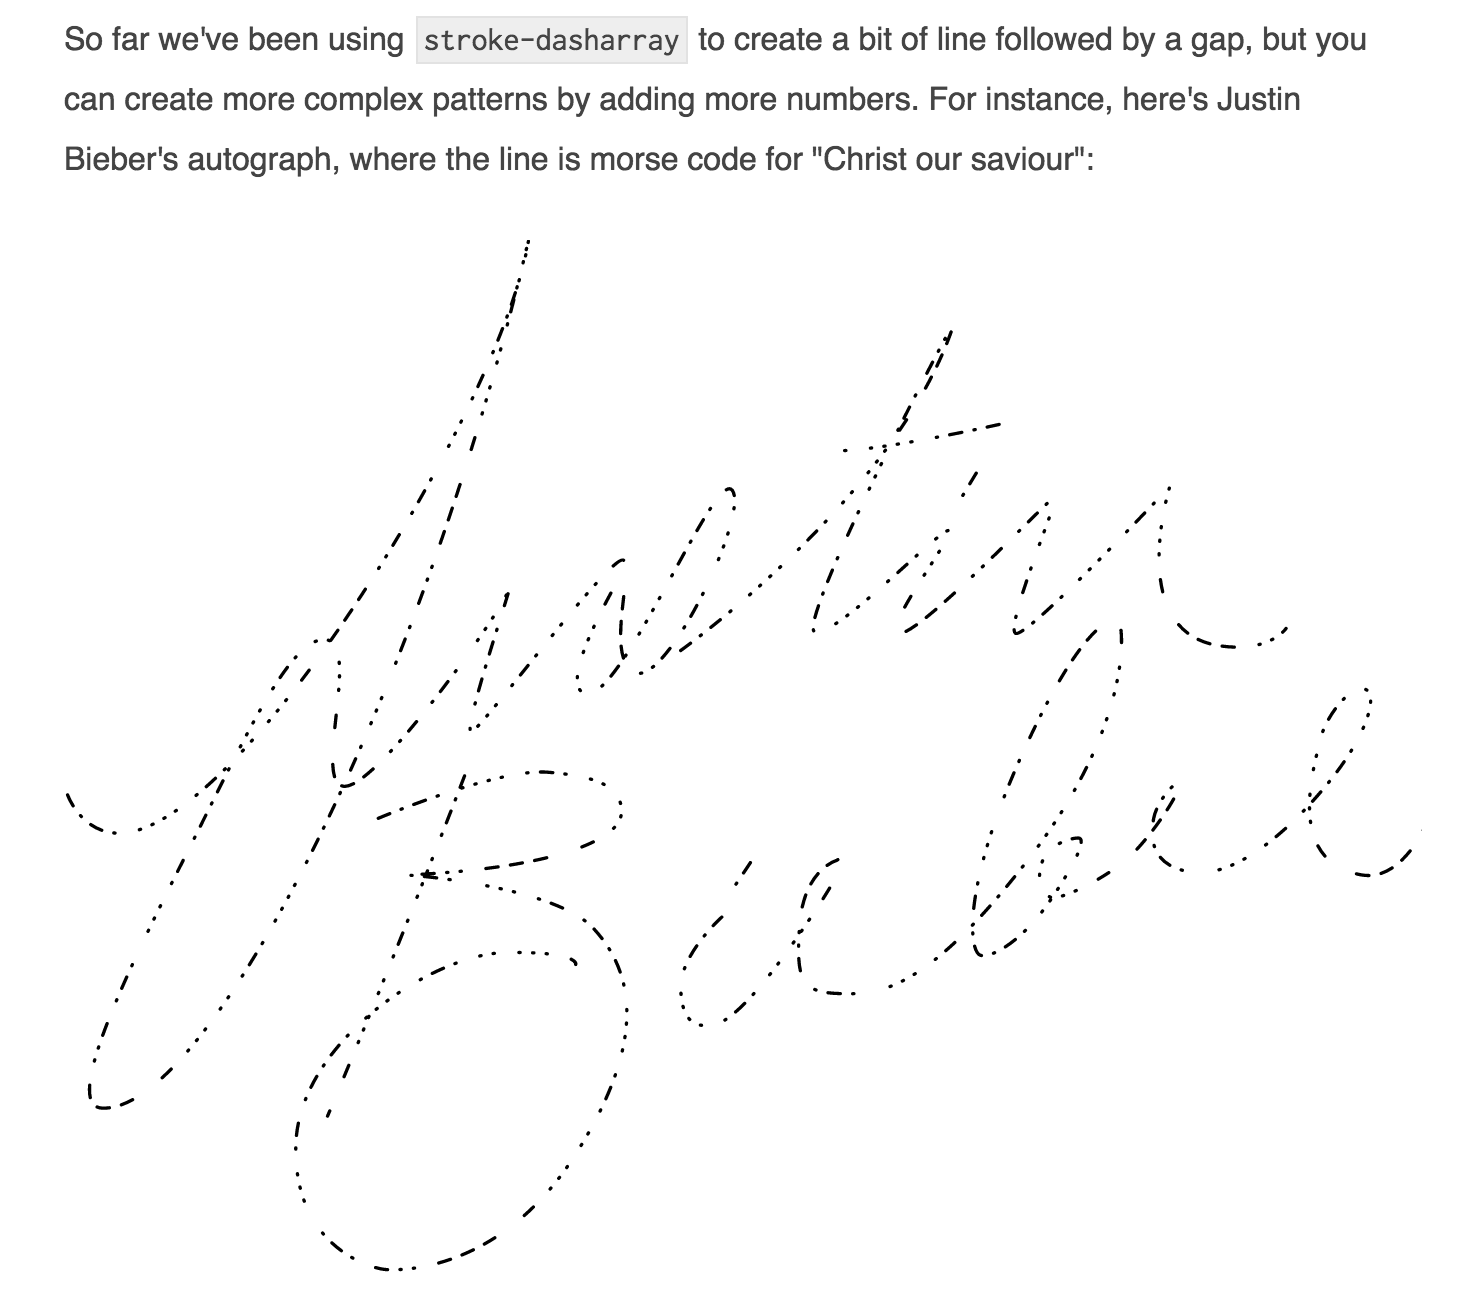 So far we've been using stroke-dasharray to create a bit of line followed by a gap, but you
can create more complex patterns by adding more numbers. For instance, here's Justin
Bieber's autograph, where the line is morse code for "Christ our saviour":
Justin
Bieber